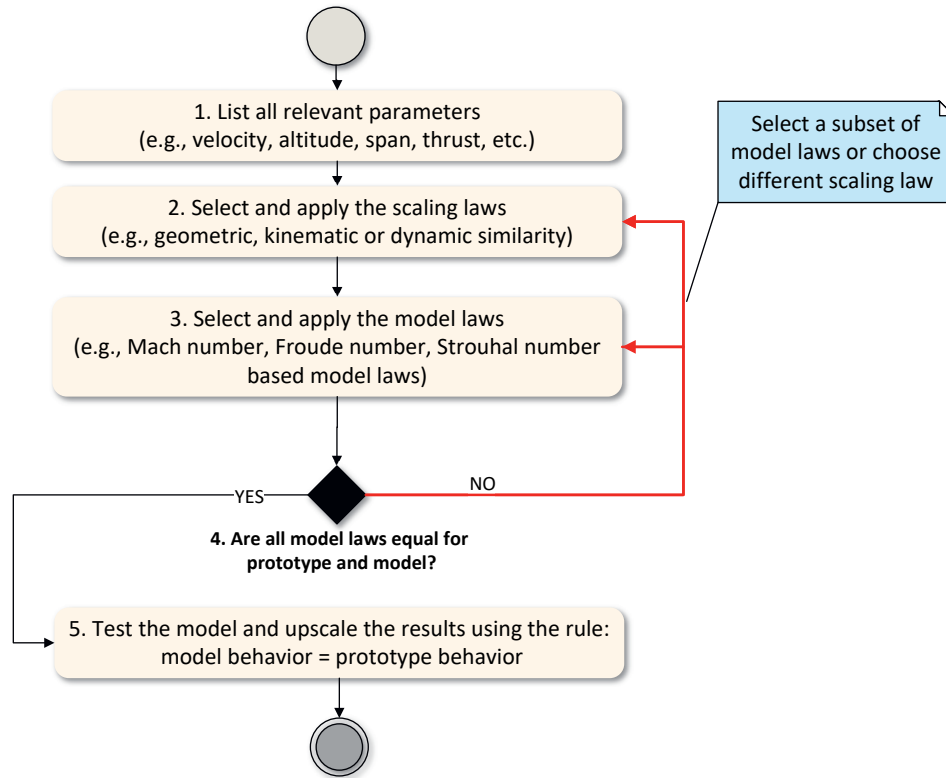 1. List all relevant parameters
(e.g., velocity, altitude, span, thrust, etc.)
Select a subset of
model laws or choose
different scaling law
2. Select and apply the scaling laws
(e.g., geometric, kinematic or dynamic similarity)
3. Select and apply the model laws
(e.g., Mach number, Froude number, Strouhal number
based model laws)
YES
NO
4. Are all model laws equal for
prototype and model?
5. Test the model and upscale the results using the rule:
model behavior = prototype behavior